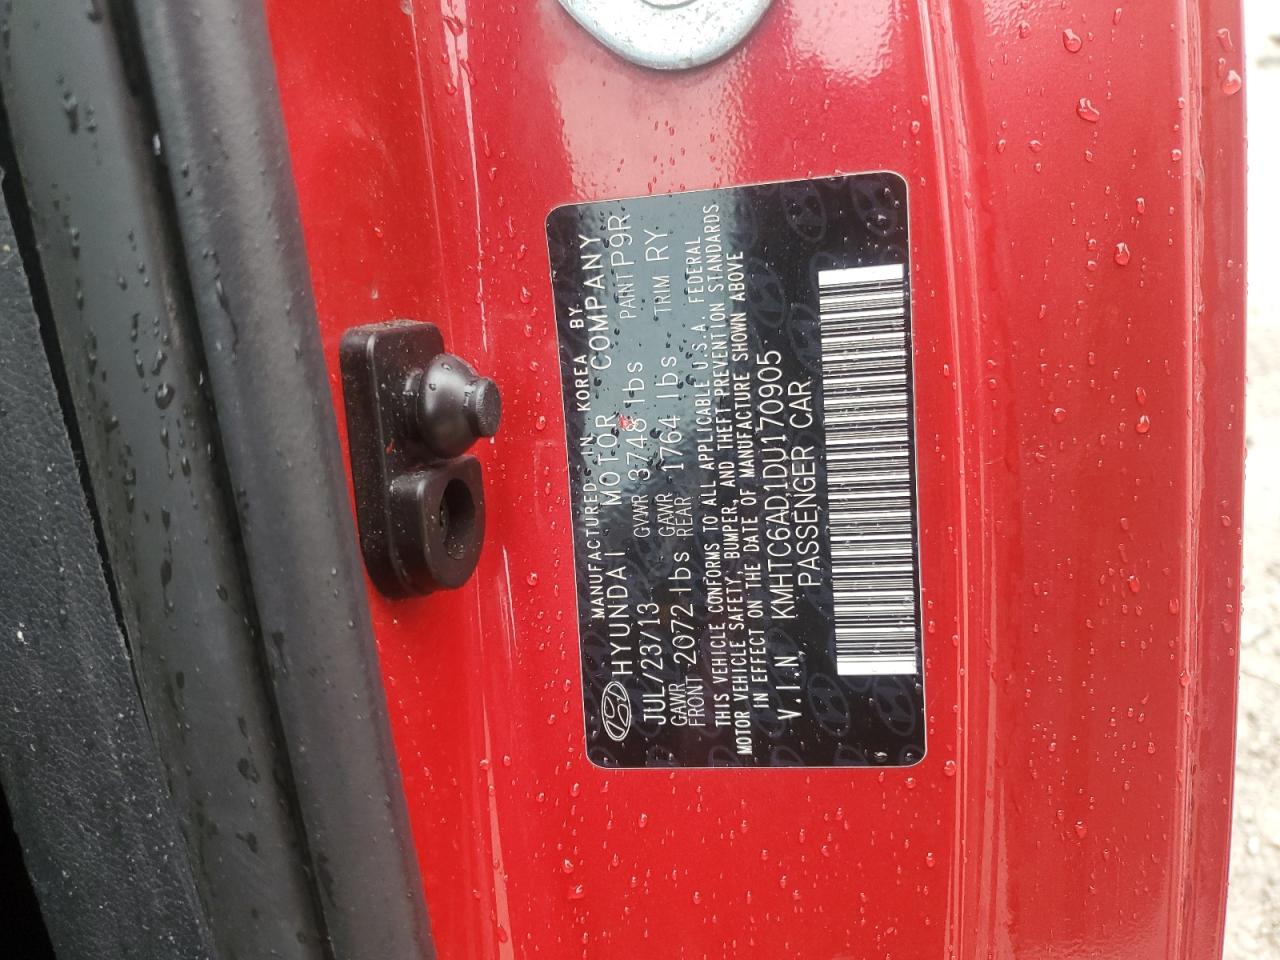 MANUFACTURED IN KOREA BY
HYUNDAI MOTOR COMPANY
JUL/23/13 GVWR 3748 lbs PAINT P9R
GAWR FRONT 2072 lbs GAWR REAR 1764 lbs TRIM RY
THIS VEHICLE CONFORMS TO ALL APPLICABLE U.S.A. FEDERAL
MOTOR VEHICLE SAFETY, BUMPER, AND THEFT PREVENTION STANDARDS
IN EFFECT ON THE DATE OF MANUFACTURE SHOWN ABOVE
V.I.N, KMHTC6AD1DU170905
PASSENGER CAR